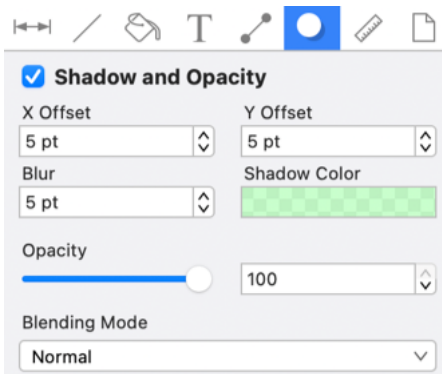 T
Shadow and Opacity
X Offset Y Offset
5 pt 5 pt
Blur Shadow Color
5 pt
Opacity
100
Blending Mode
Normal